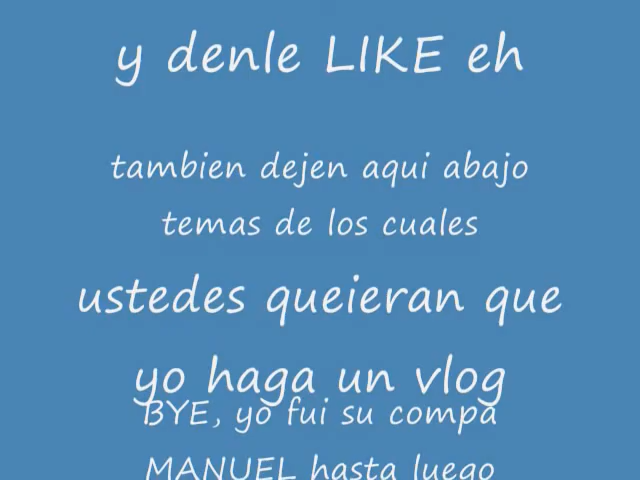 y denle LIKE eh
tambien dejen aqui abajo
temas de los cuales
ustedes queieran que
yo haga un vlog
BYE, yo fui su compa
MANUEL hasta luego